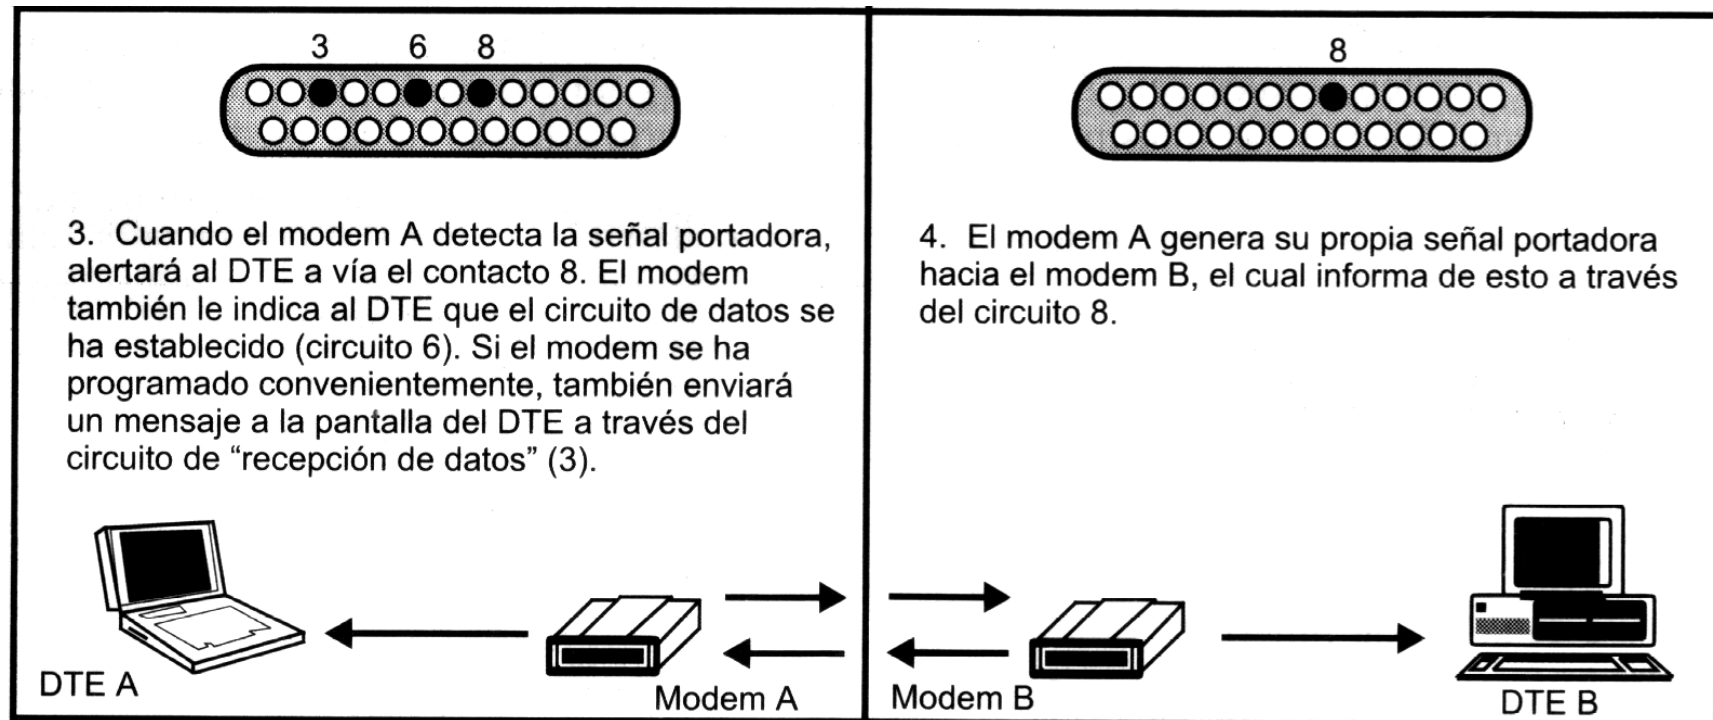 3 6 8
3. Cuando el modem A detecta la señal portadora,
alertará al DTE a vía el contacto 8. El modem
también le indica al DTE que el circuito de datos se
ha establecido (circuito 6). Si el modem se ha
programado convenientemente, también enviará
un mensaje a la pantalla del DTE a través del
circuito de “recepción de datos” (3).
DTE A
Modem A
8
4. El modem A genera su propia señal portadora
hacia el modem B, el cual informa de esto a través
del circuito 8.
Modem B
DTE B